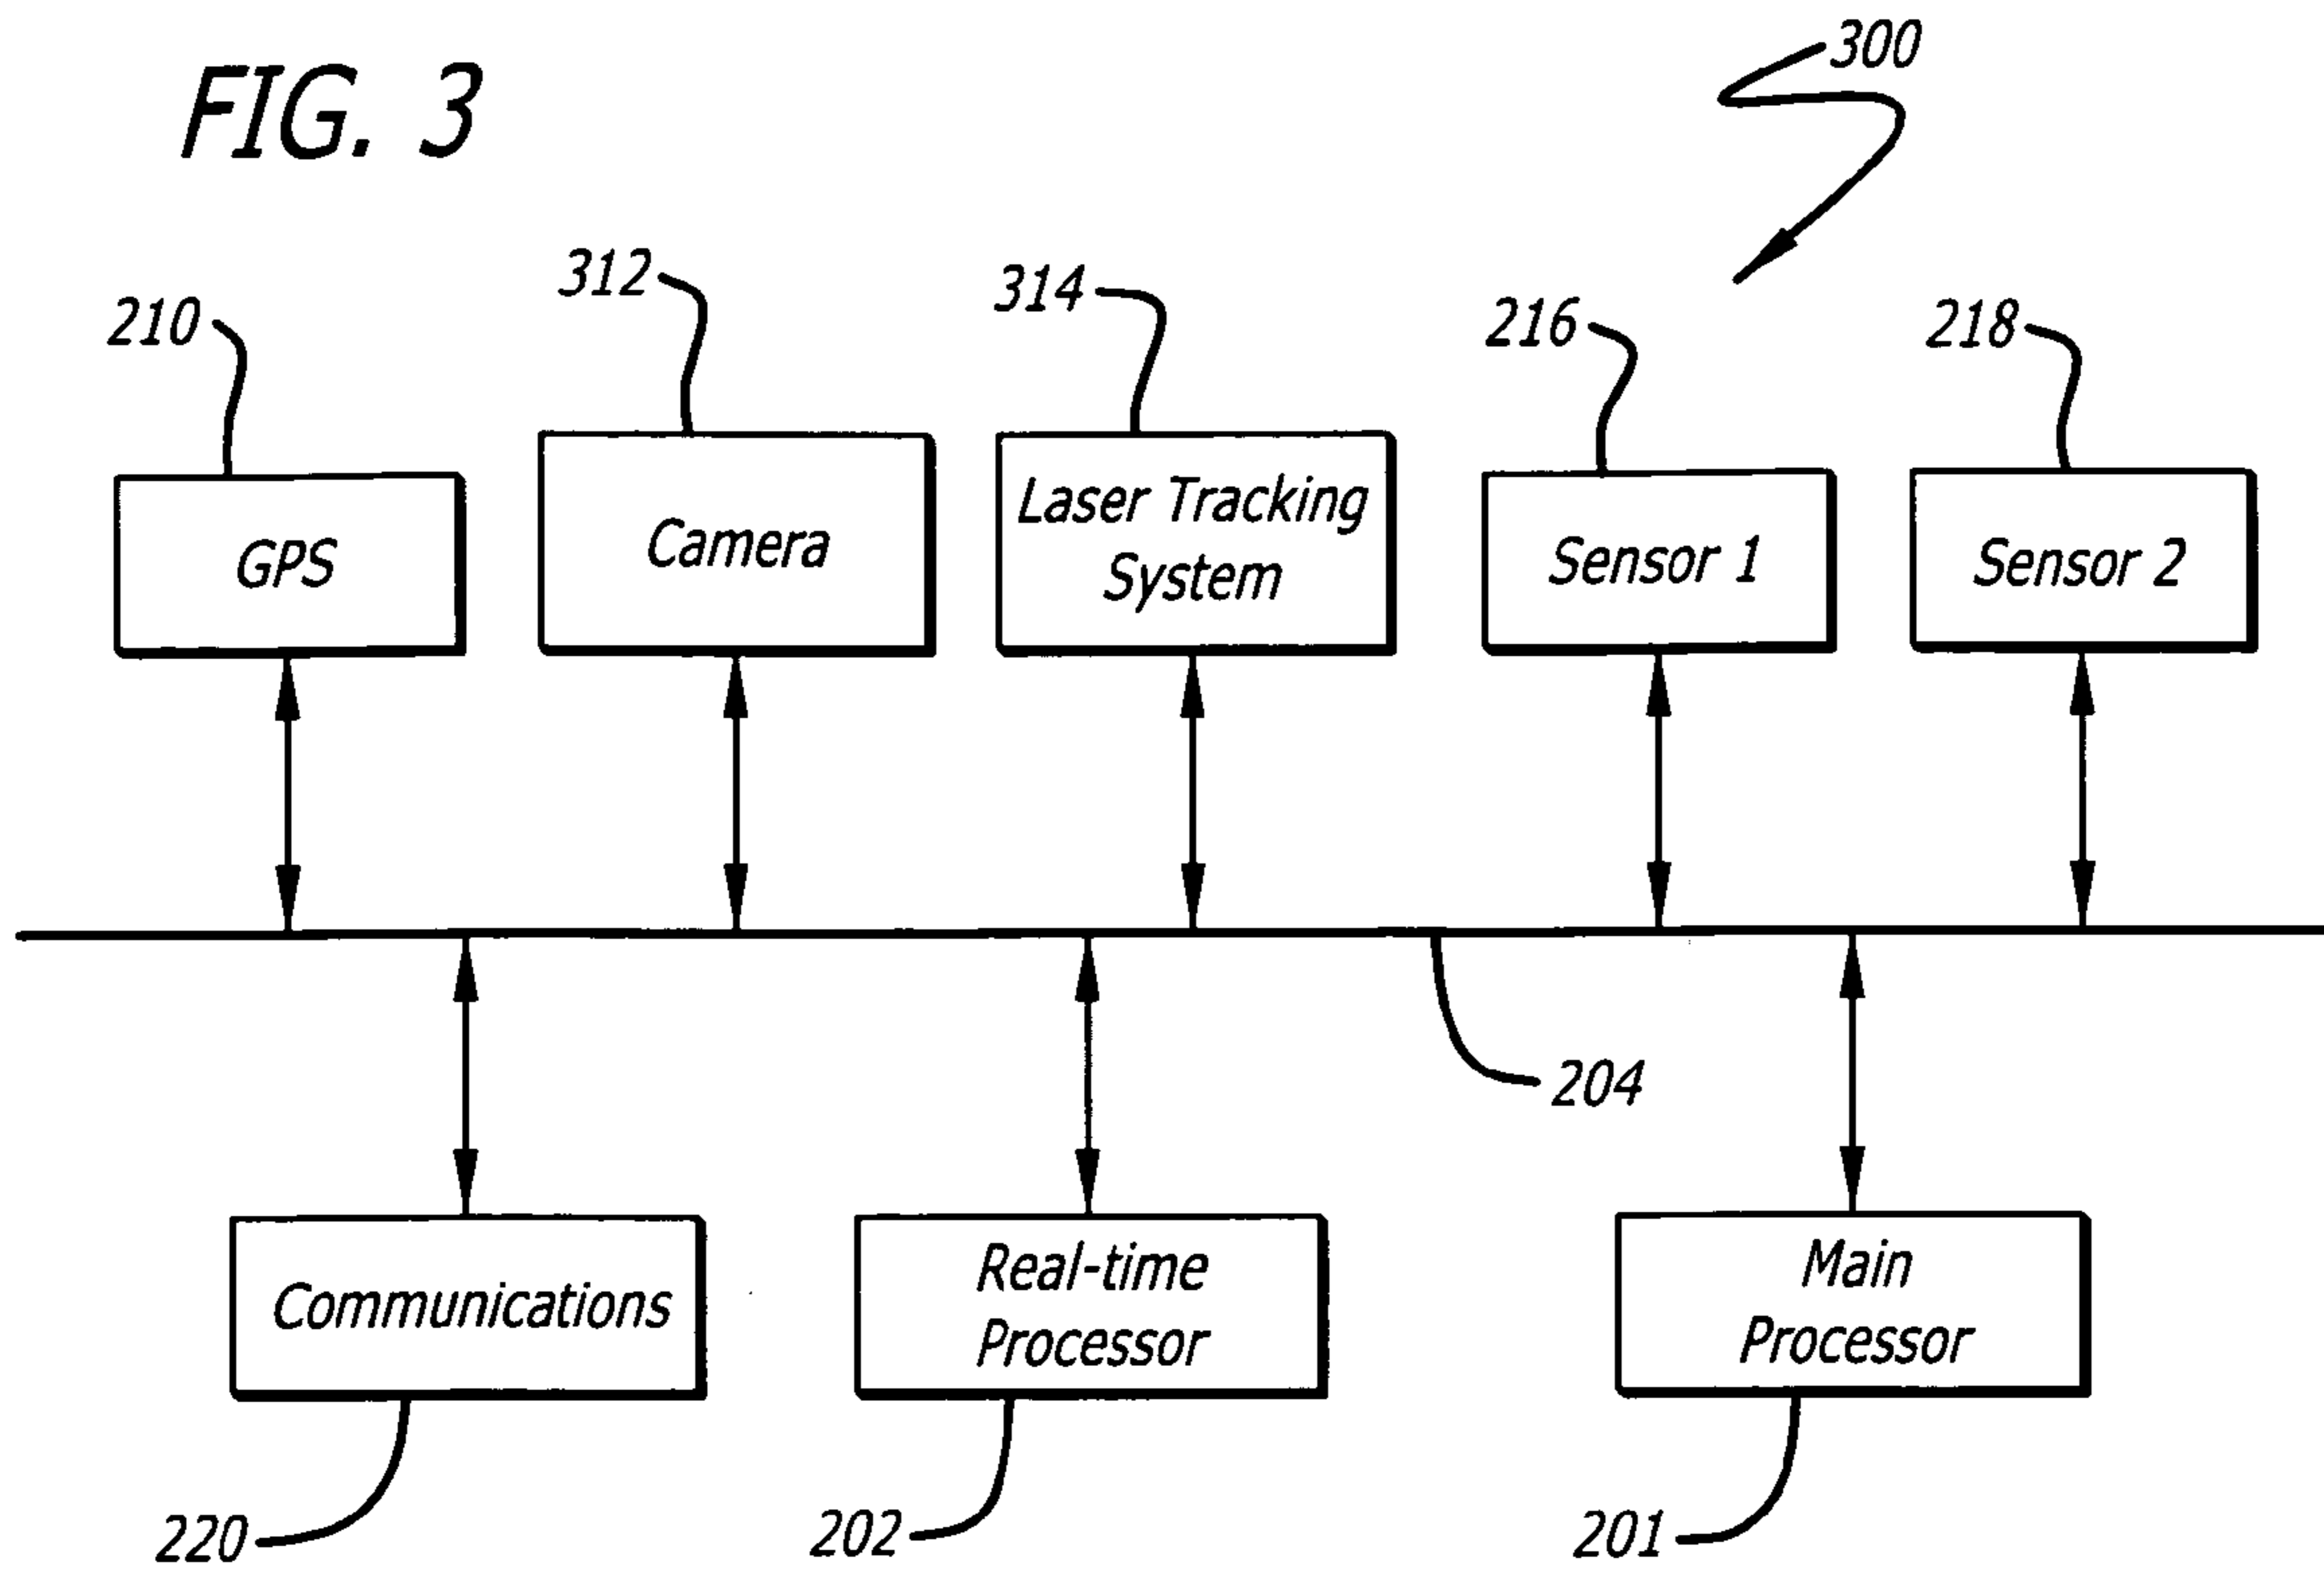 FIG. 3
300
210
312
314
216
218
GPS
Camera
Laser Tracking
System
Sensor 1
Sensor 2
204
Communications
Real-time
Processor
Main
Processor
220
202
201